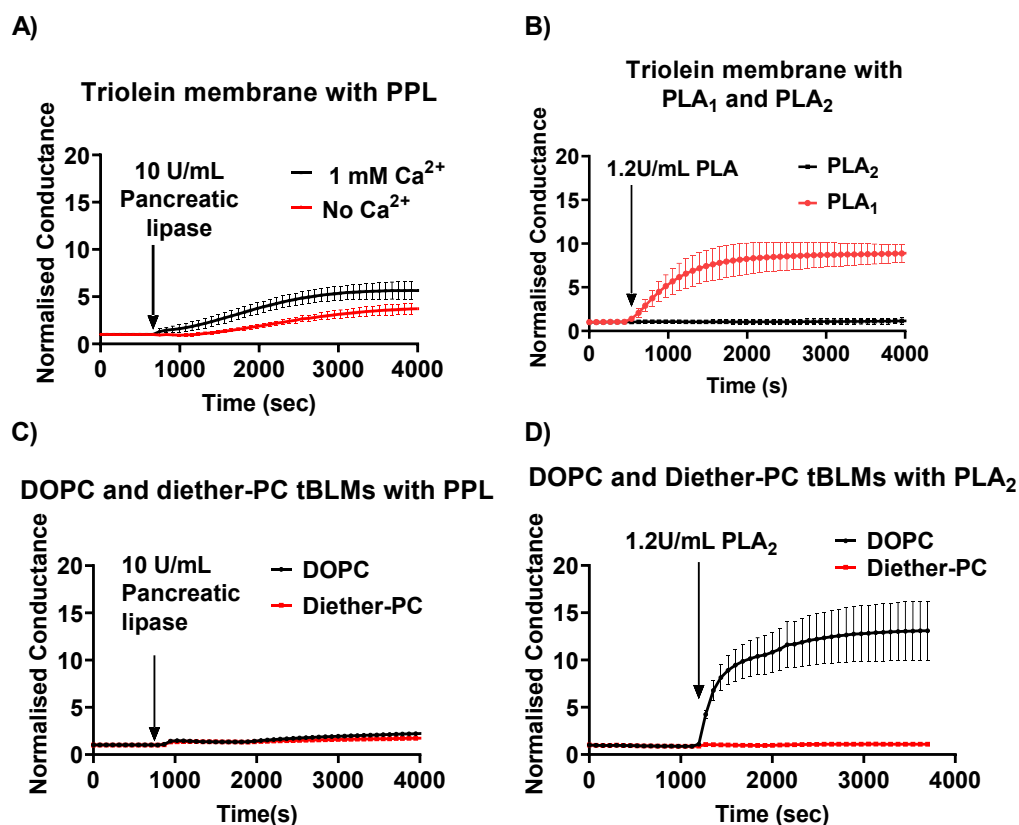 A)
Triolein membrane with PPL
Normalised Conductance
20
15
10
5
0
10 U/mL
Pancreatic
lipase
1 mM Ca²⁺
No Ca²⁺
0 1000 2000 3000 4000
Time (sec)
B)
Triolein membrane with
PLA₁ and PLA₂
Normalised Conductance
20
15
10
5
0
1.2U/mL PLA
PLA₂
PLA₁
0 1000 2000 3000 4000
Time (s)
C)
DOPC and diether-PC tBLMs with PPL
Normalised Conductance
20
15
10
5
0
10 U/mL
Pancreatic
lipase
DOPC
Diether-PC
0 1000 2000 3000 4000
Time(s)
D)
DOPC and Diether-PC tBLMs with PLA₂
Normalised Conductance
20
15
10
5
0
1.2U/mL PLA₂
DOPC
Diether-PC
0 1000 2000 3000 4000
Time (sec)